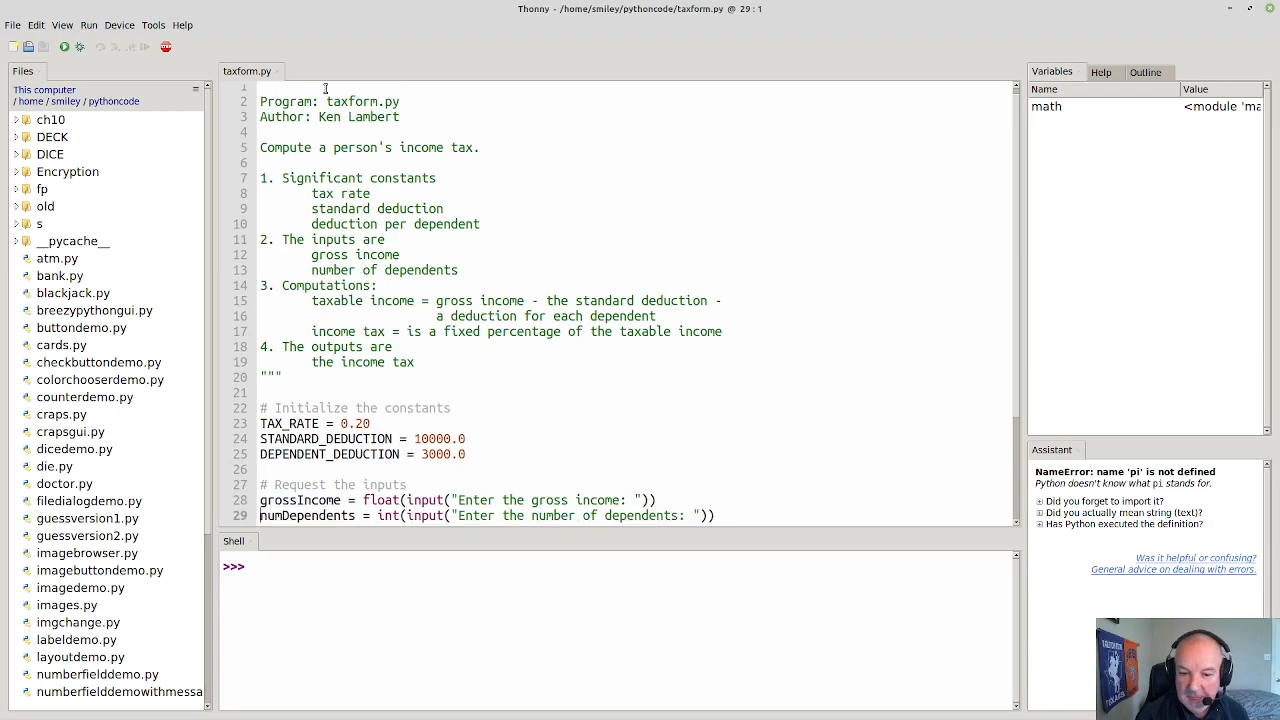 Thonny - /home/smiley/pythoncode/taxform.py @ 29 : 1
File Edit View Run Device Tools Help
Files
This computer
/ home / smiley / pythoncode
ch10
DECK
DICE
Encryption
fp
old
s
__pycache__
atm.py
bank.py
blackjack.py
breezypythongui.py
buttondemo.py
cards.py
checkbuttondemo.py
colorchooserdemo.py
counterdemo.py
craps.py
crapsgui.py
dicedemo.py
die.py
doctor.py
filedialogdemo.py
guessversion1.py
guessversion2.py
imagebrowser.py
imagebuttondemo.py
imagedemo.py
images.py
imgchange.py
labeldemo.py
layoutdemo.py
numberfielddemo.py
numberfielddemowithmessa
taxform.py
1
2 Program: taxform.py
3 Author: Ken Lambert
4
5 Compute a person's income tax.
6
7 1. Significant constants
8 tax rate
9 standard deduction
10 deduction per dependent
11 2. The inputs are
12 gross income
13 number of dependents
14 3. Computations:
15 taxable income = gross income - the standard deduction -
16 a deduction for each dependent
17 income tax = is a fixed percentage of the taxable income
18 4. The outputs are
19 the income tax
20 """
21
22 # Initialize the constants
23 TAX_RATE = 0.20
24 STANDARD_DEDUCTION = 10000.0
25 DEPENDENT_DEDUCTION = 3000.0
26
27 # Request the inputs
28 grossIncome = float(input("Enter the gross income: "))
29 numDependents = int(input("Enter the number of dependents: "))
Shell
>>>
Variables Help Outline
Name Value
math <module 'ma
Assistant
NameError: name 'pi' is not defined
Python doesn't know what pi stands for.
Did you forget to import it?
Did you actually mean string (text)?
Has Python executed the definition?
Was it helpful or confusing?
General advice on dealing with errors.